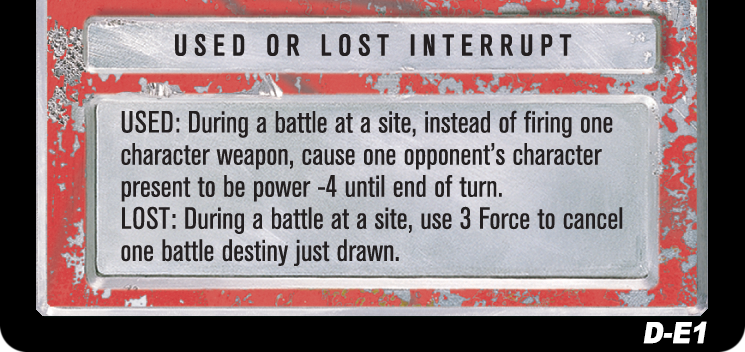 USED OR LOST INTERRUPT
USED: During a battle at a site, instead of firing one
character weapon, cause one opponent's character
present to be power -4 until end of turn.
LOST: During a battle at a site, use 3 Force to cancel
one battle destiny just drawn.
D-E1